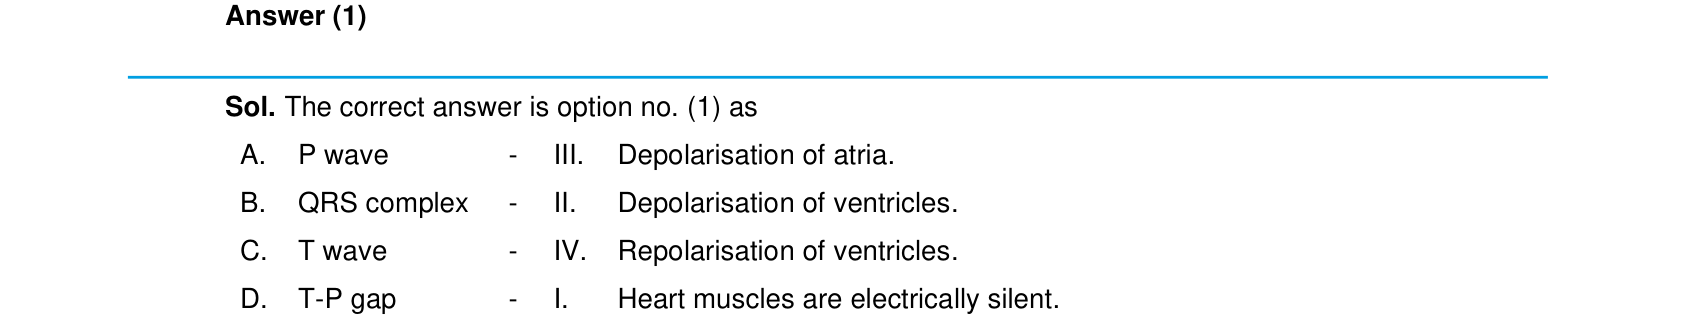 Answer (1)
Sol. The correct answer is option no. (1) as
A. P wave - III. Depolarisation of atria.
B. QRS complex - II. Depolarisation of ventricles.
C. T wave - IV. Repolarisation of ventricles.
D. T-P gap - I. Heart muscles are electrically silent.